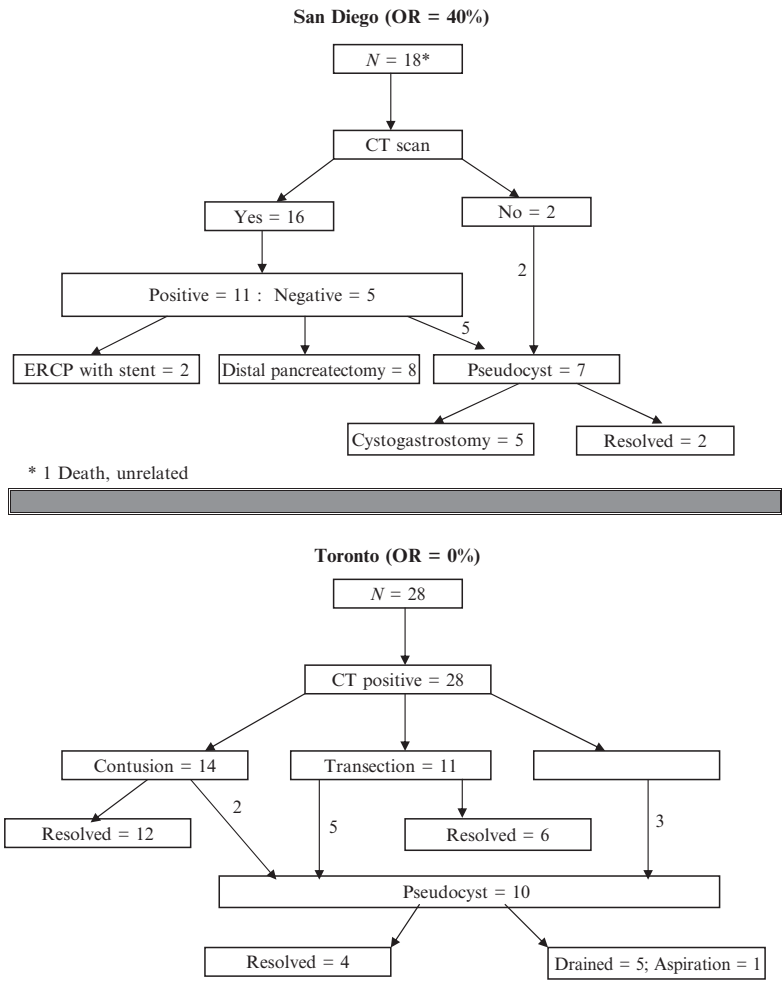 San Diego (OR = 40%)
N = 18*
CT scan
Yes = 16
No = 2
2
Positive = 11 : Negative = 5
5
ERCP with stent = 2
Distal pancreatectomy = 8
Pseudocyst = 7
Cystogastrostomy = 5
Resolved = 2
* 1 Death, unrelated
Toronto (OR = 0%)
N = 28
CT positive = 28
Contusion = 14
Transection = 11
2
5
3
Resolved = 12
Resolved = 6
Pseudocyst = 10
Resolved = 4
Drained = 5; Aspiration = 1